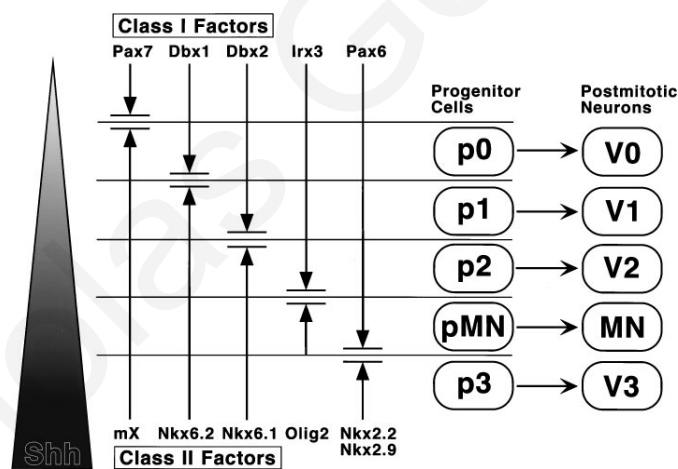 Class I Factors
Pax7 Dbx1 Dbx2 Irx3 Pax6
Progenitor Cells
Postmitotic Neurons
p0 V0
p1 V1
p2 V2
pMN MN
p3 V3
mX Nkx6.2 Nkx6.1 Olig2 Nkx2.2
Nkx2.9
Shh
Class II Factors